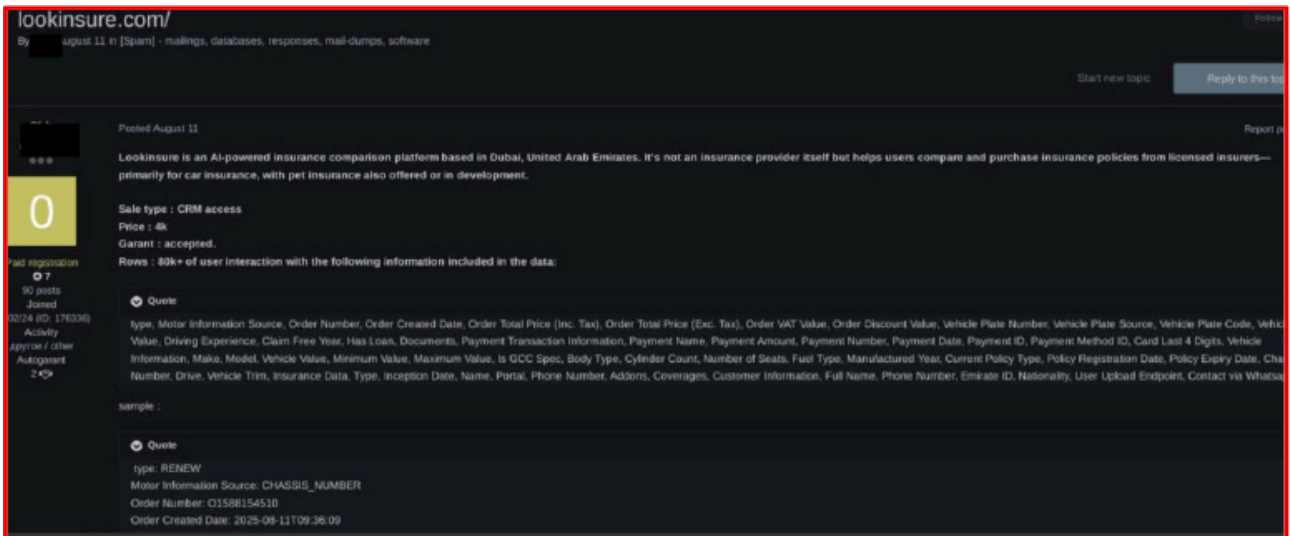 lookinsure.com/
Follow
By ugust 11 in [Spam] - mailings, databases, responses, mail-dumps, software
Start new topic
Reply to this top
Posted August 11
Report p
Lookinsure is an AI-powered insurance comparison platform based in Dubai, United Arab Emirates. It's not an insurance provider itself but helps users compare and purchase insurance policies from licensed insurers—
primarily for car insurance, with pet insurance also offered or in development.
Sale type : CRM access
Price : 4k
Garant : accepted.
Rows : 80k+ of user interaction with the following information included in the data:
0
Paid registration
7
90 posts
Joined
02/24 (ID: 176336)
Activity
другое / other
Autogarant
2
Quote
type, Motor Information Source, Order Number, Order Created Date, Order Total Price (Inc. Tax), Order Total Price (Exc. Tax), Order VAT Value, Order Discount Value, Vehicle Plate Number, Vehicle Plate Source, Vehicle Plate Code, Vehic
Value, Driving Experience, Claim Free Year, Has Loan, Documents, Payment Transaction Information, Payment Name, Payment Amount, Payment Number, Payment Date, Payment ID, Payment Method ID, Card Last 4 Digits, Vehicle
Information, Make, Model, Vehicle Value, Minimum Value, Maximum Value, Is GCC Spec, Body Type, Cylinder Count, Number of Seats, Fuel Type, Manufactured Year, Current Policy Type, Policy Registration Date, Policy Expiry Date, Cha
Number, Drive, Vehicle Trim, Insurance Data, Type, Inception Date, Name, Portal, Phone Number, Addons, Coverages, Customer Information, Full Name, Phone Number, Emirate ID, Nationality, User Upload Endpoint, Contact via Whatsap
sample :
Quote
type: RENEW
Motor Information Source: CHASSIS_NUMBER
Order Number: O1588154510
Order Created Date: 2025-08-11T09:36:09